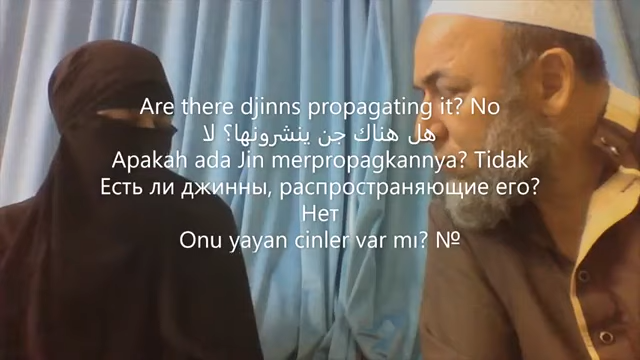 Are there djinns propagating it? No
هل هناك جن ينشرونها؟ لا
Apakah ada Jin merpropagkannya? Tidak
Есть ли джинны, распространяющие его?
Нет
Onu yayan cinler var mı? №